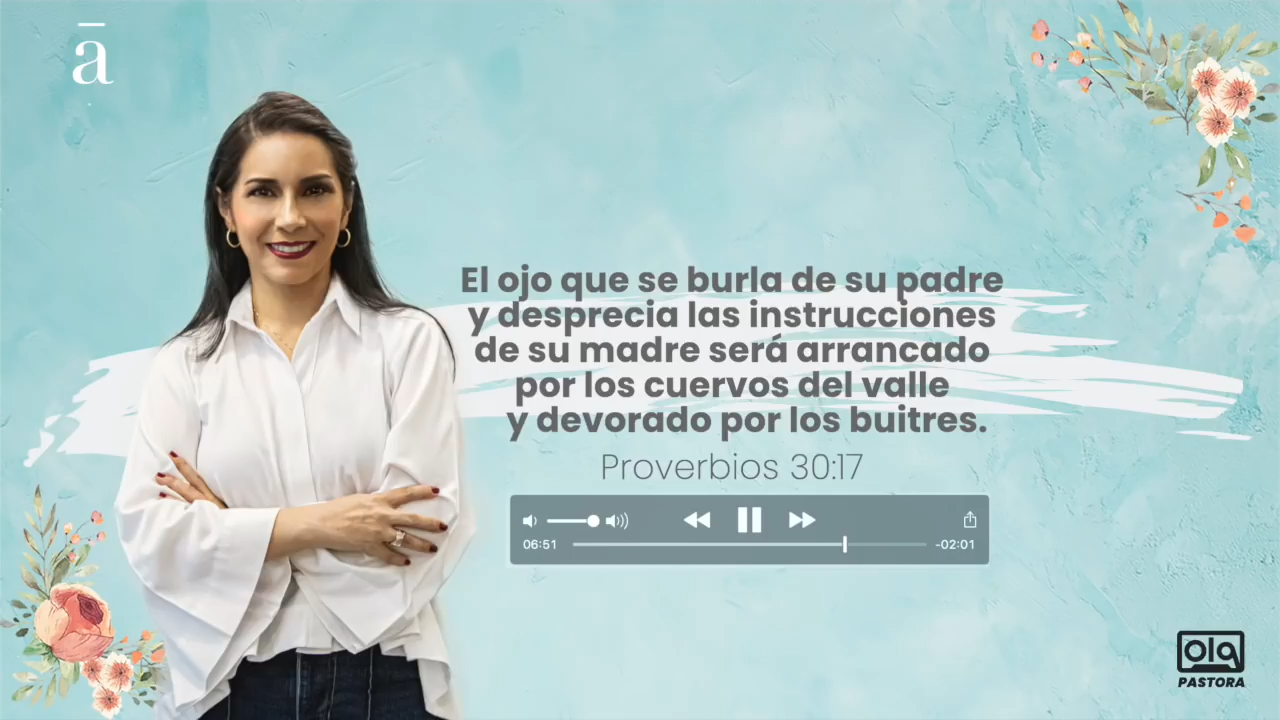 ā
El ojo que se burla de su padre
y desprecia las instrucciones
de su madre será arrancado
por los cuervos del valle
y devorado por los buitres.
Proverbios 30:17
06:51
-02:01
Ola
PASTORA